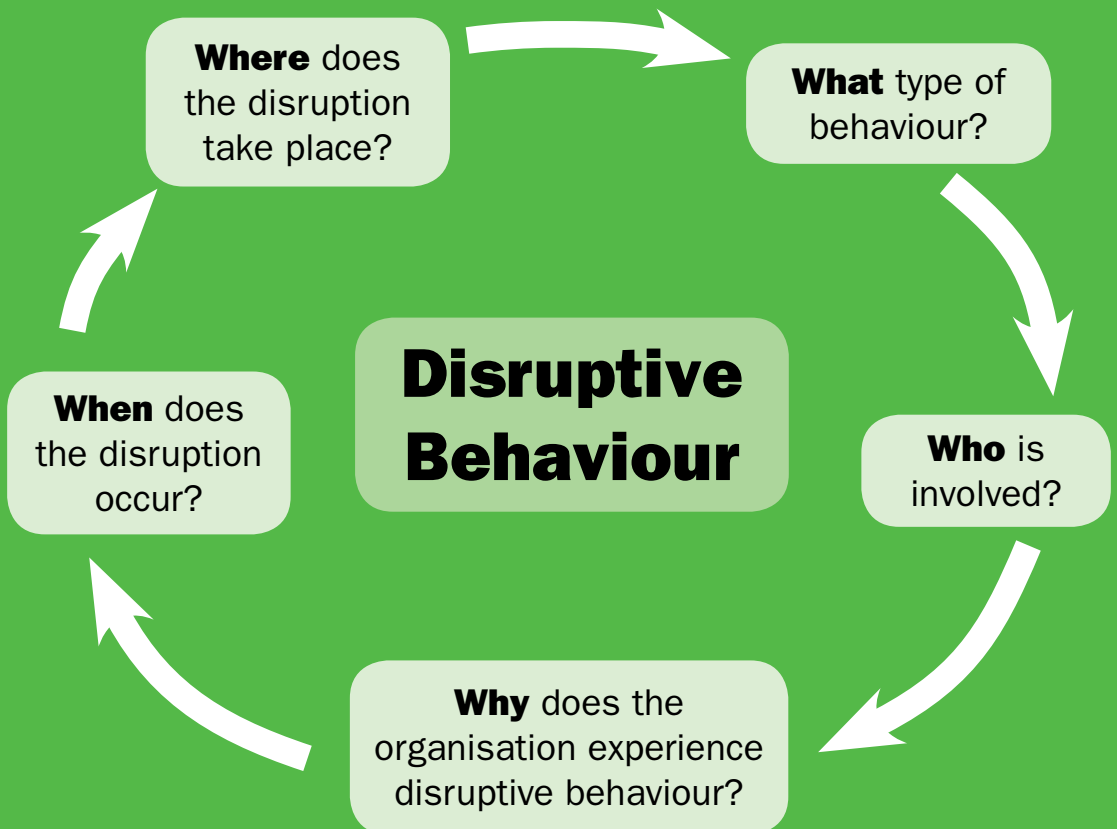 Where does
the disruption
take place?
What type of
behaviour?
Who is
involved?
Why does the
organisation experience
disruptive behaviour?
When does
the disruption
occur?
Disruptive
Behaviour